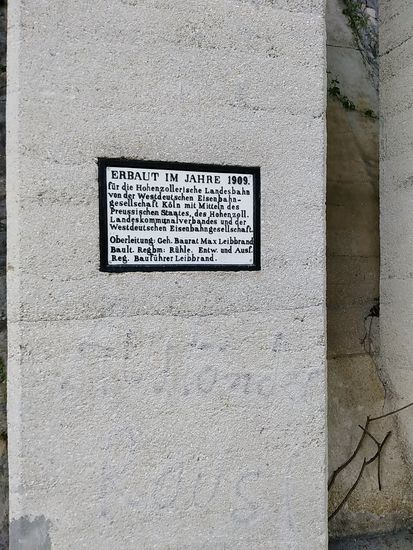 ERBAUT IM JAHRE 1909.
für die Hohenzollerische Landesbahn
von der Westdeutschen Eisenbahn-
gesellschaft Köln mit Mitteln des
Preussischen Staates, des Hohenzoll.
Landeskommunalverbandes und der
Westdeutschen Eisenbahngesellschaft.
Oberleitung: Geh. Baurat Max Leibbrand
Bault. Regbm: Rühle. Entw. und Ausf.
Reg. Bauführer Leibbrand.